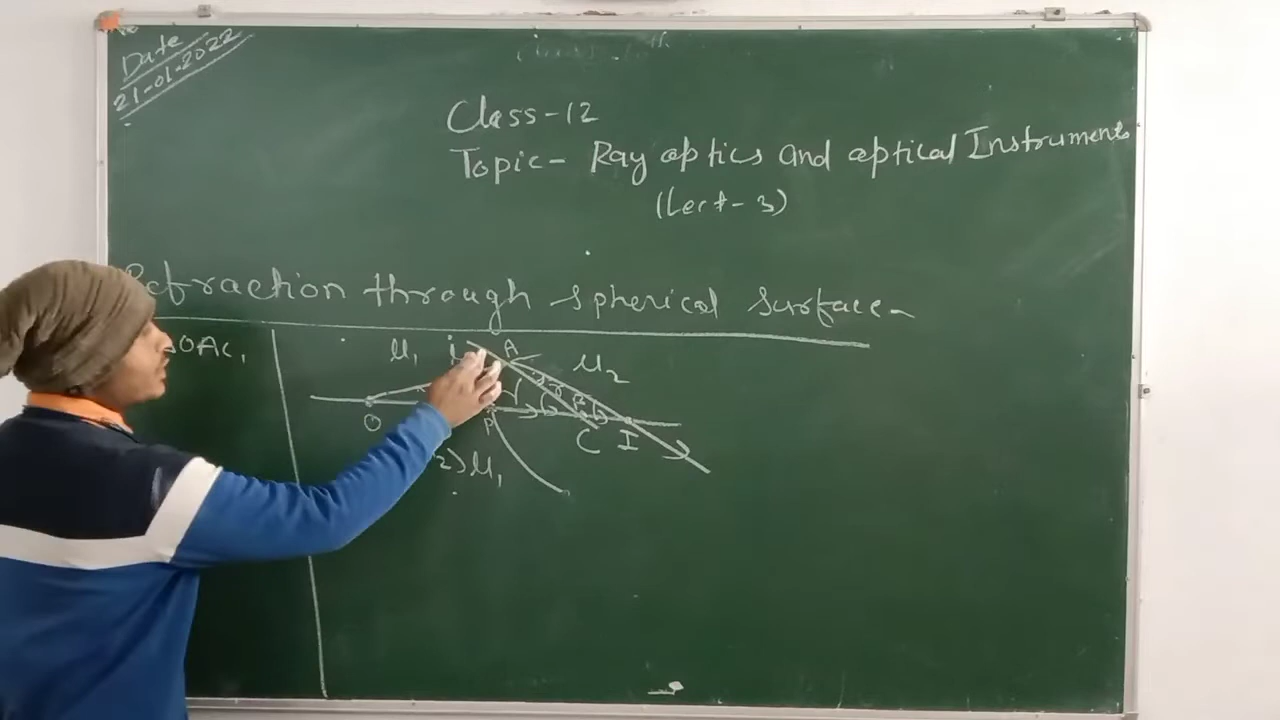 Date
21-01-2022
Class-12
Topic- Ray optics and optical Instruments
(Lect-3)
Refraction through spherical surface-
OAC,
μ₁ i A μ₂
r
O P C I
μ₁